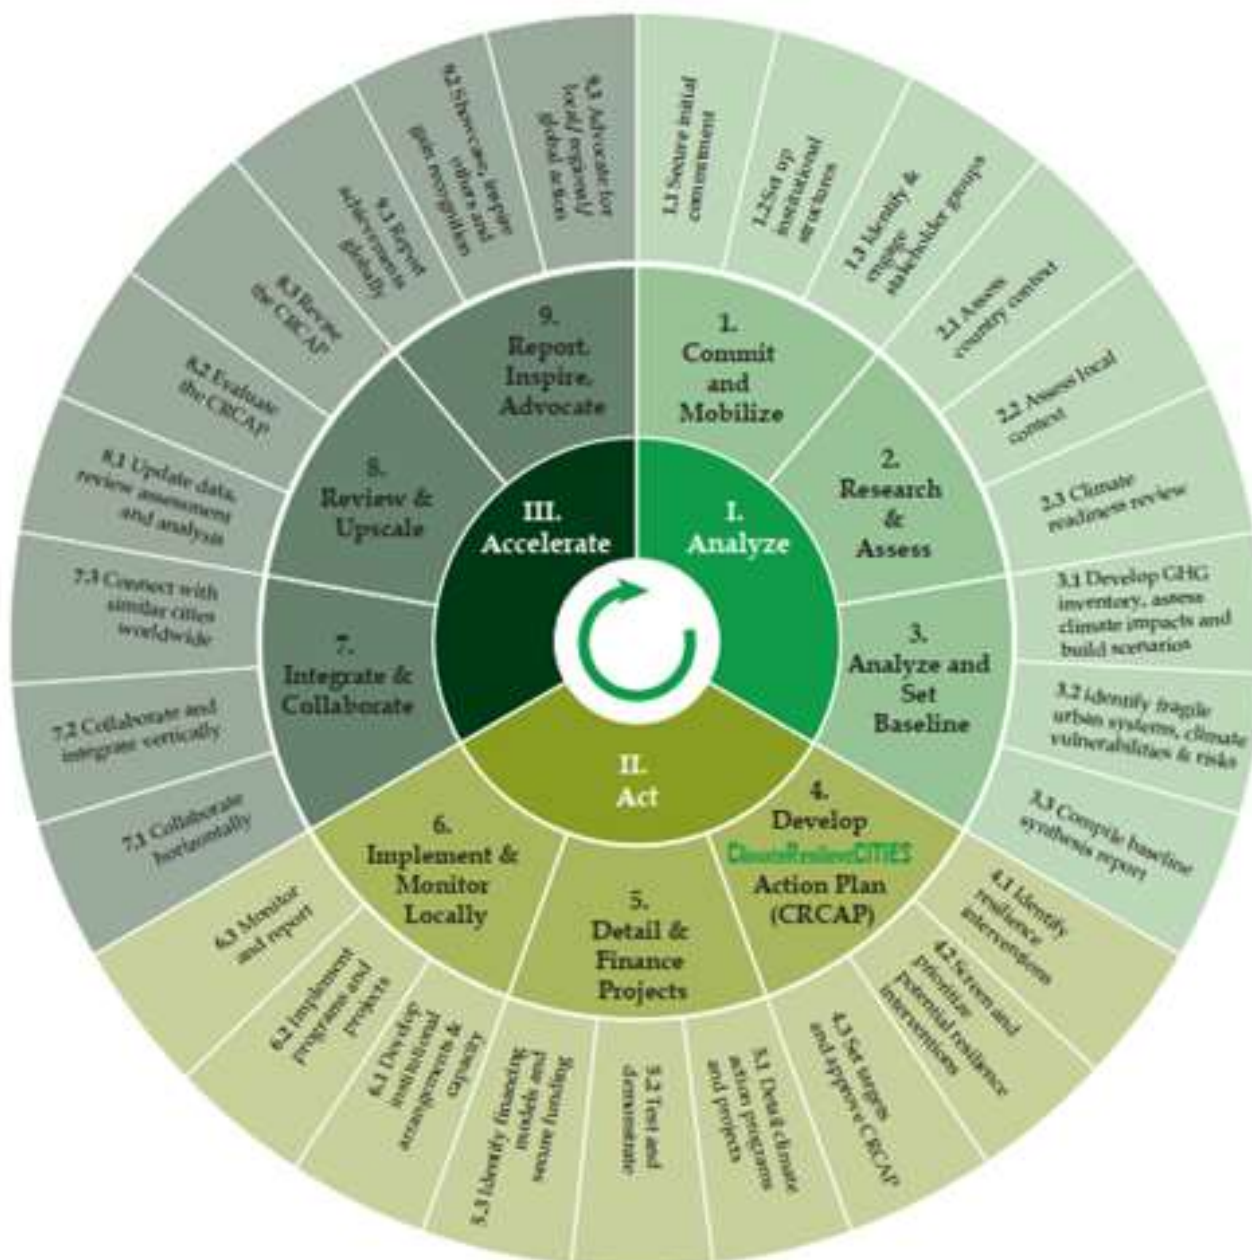 I.
Analyze
II.
Act
III.
Accelerate
1.
Commit
and
Mobilize
2.
Research
&
Assess
3.
Analyze and
Set
Baseline
4.
Develop
ClimateResilientCITIES
Action Plan
(CRCAP)
5.
Detail &
Finance
Projects
6.
Implement &
Monitor
Locally
7.
Integrate &
Collaborate
8.
Review &
Upscale
9.
Report,
Inspire,
Advocate
1.1 Secure initial
commitment
1.2 Set up
institutional
structures
1.3 Identify &
engage
stakeholder groups
2.1 Assess
country context
2.2 Assess local
context
2.3 Climate
readiness review
3.1 Develop GHG
inventory, assess
climate impacts and
build scenarios
3.2 identify fragile
urban systems, climate
vulnerabilities & risks
3.3 Compile baseline
synthesis report
4.1 Identify
resilience
interventions
4.2 Screen and
prioritize
potential resilience
interventions
4.3 Set targets
and approve CRCAP
5.1 Detail climate
action programs
and projects
5.2 Test and
demonstrate
5.3 Identify financing
models and
funding sources
6.1 Develop
institutional
arrangements &
capacity
6.2 Implement
programs and
projects
6.3 Monitor
and report
7.1 Collaborate
horizontally
7.2 Collaborate and
integrate vertically
7.3 Connect with
similar cities
worldwide
8.1 Update data,
review assessment
and analysis
8.2 Evaluate
the CRCAP
8.3 Revise
the CRCAP
9.1 Report
achievements
globally
9.2 Showcase, inspire
others and
gain recognition
9.3 Advocate for
local/ regional/
global action